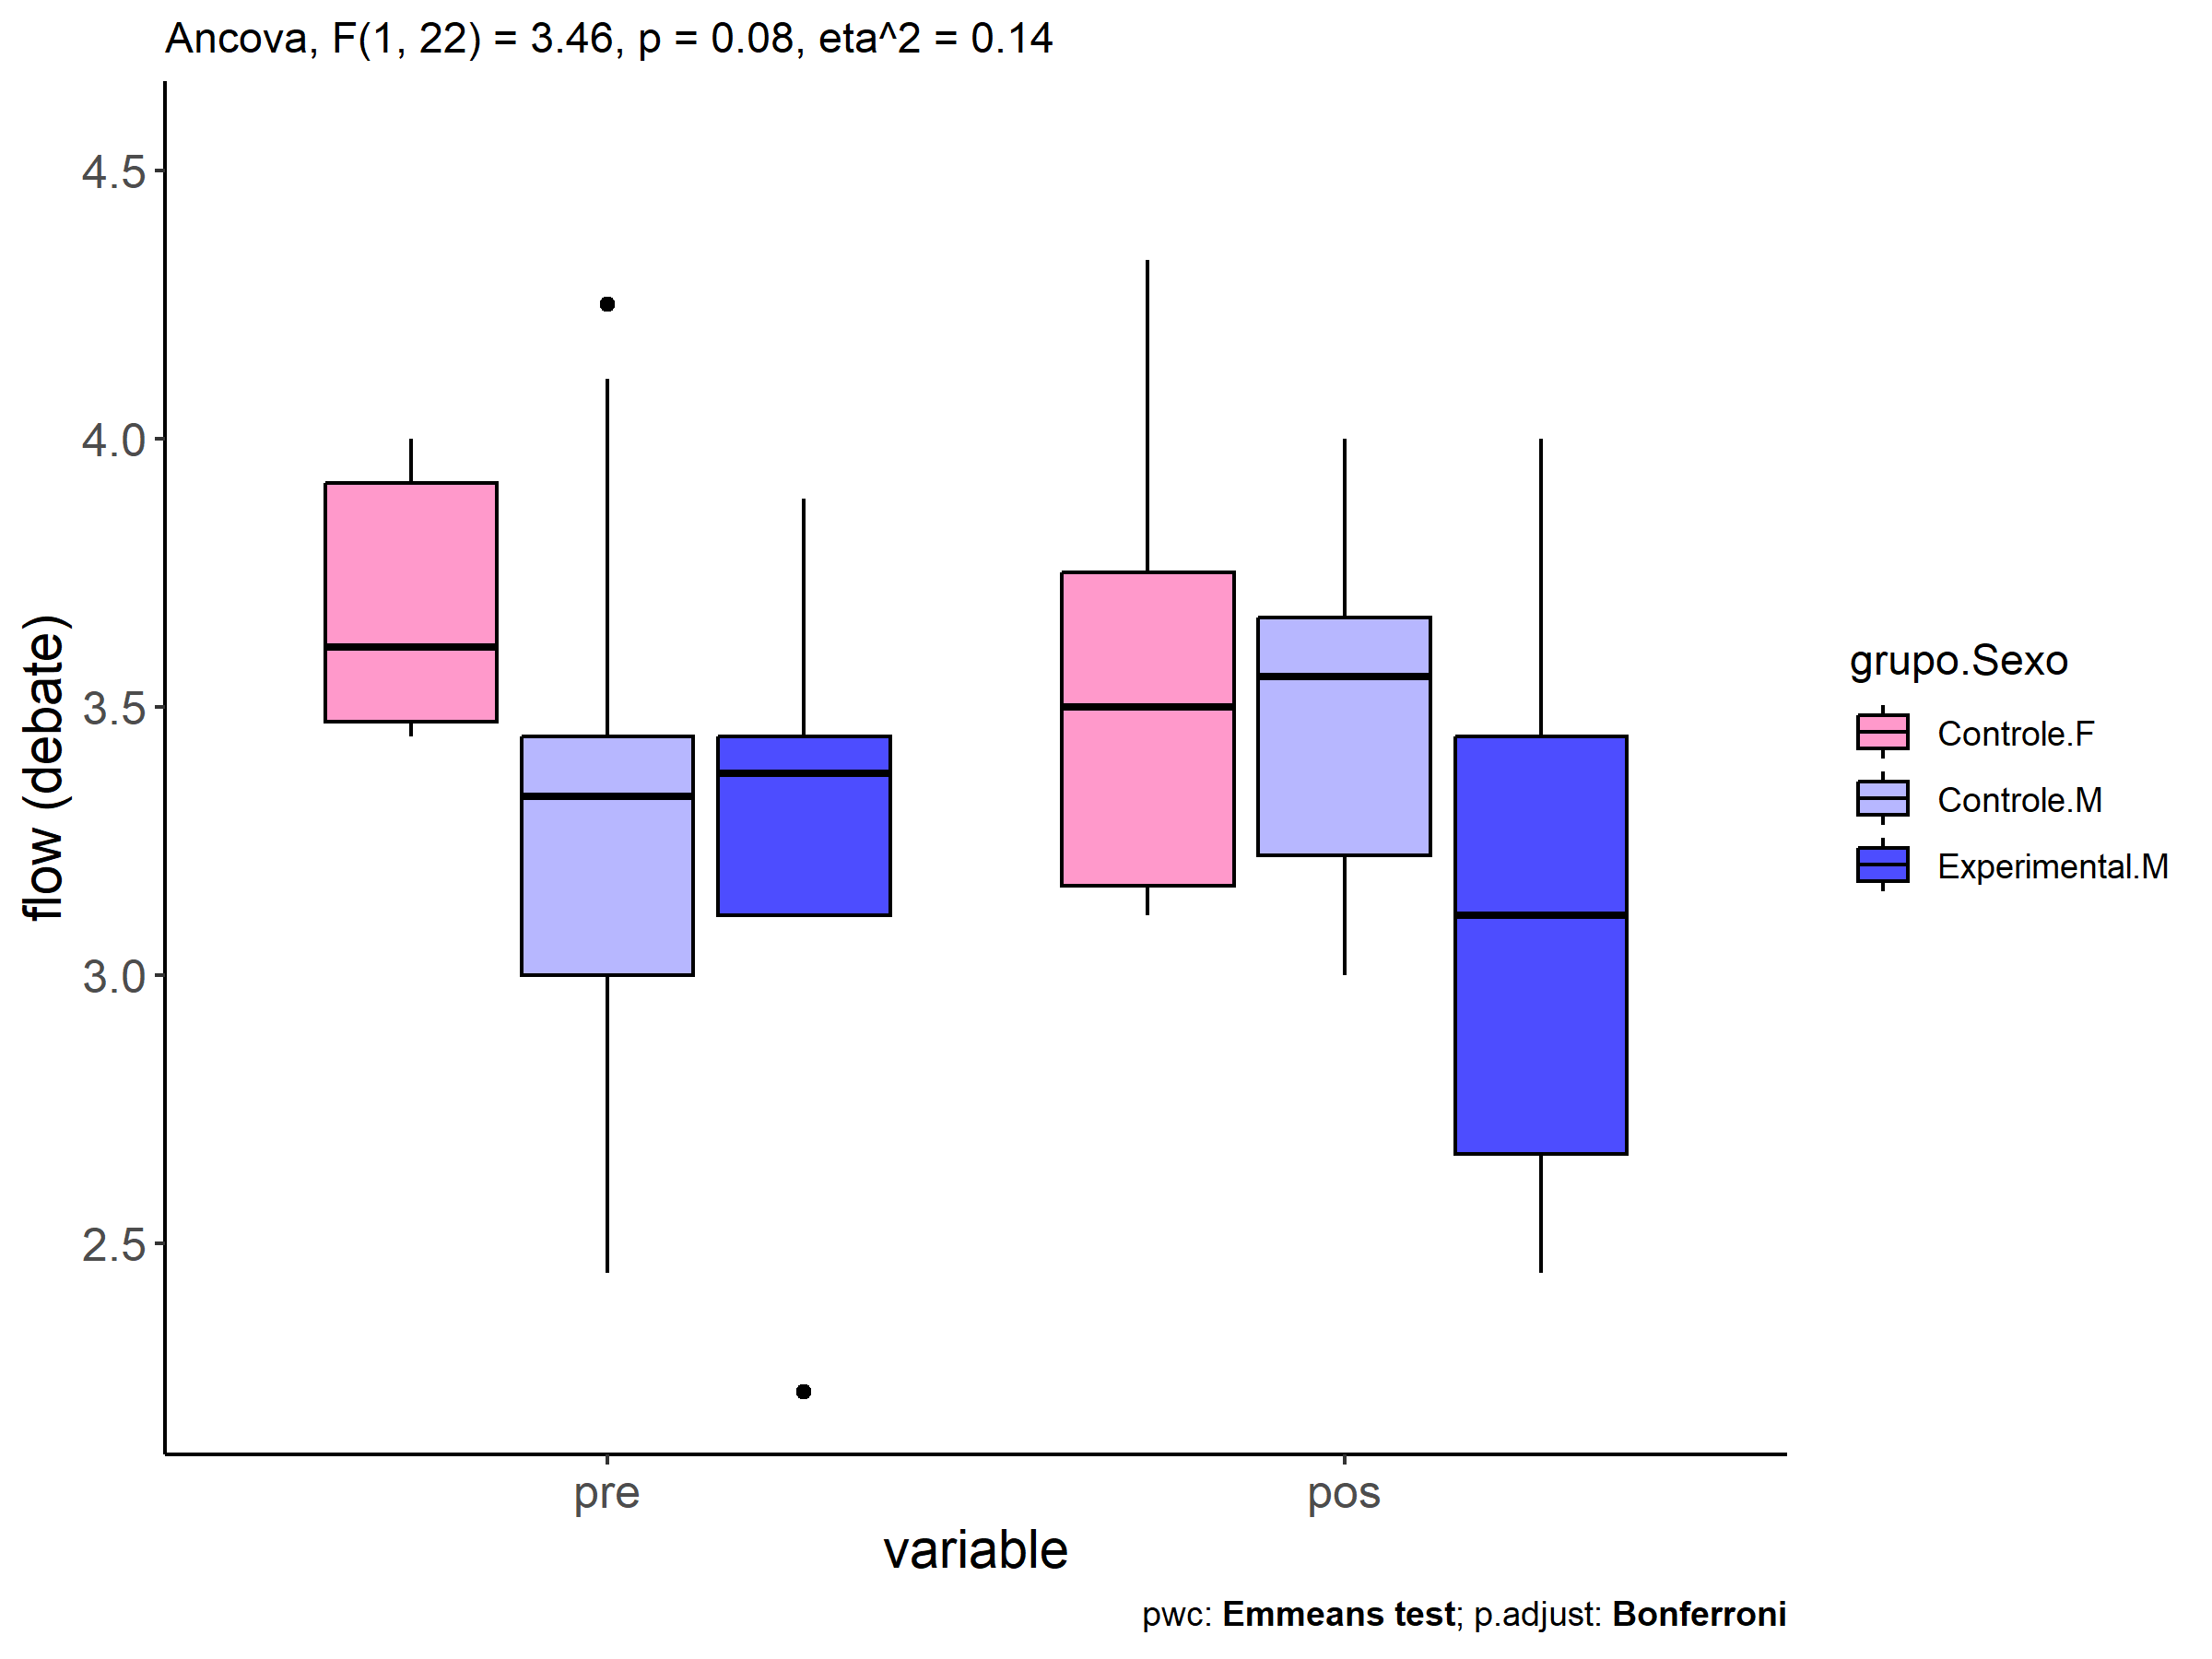 Ancova, F(1, 22) = 3.46, p = 0.08, eta^2 = 0.14
flow (debate)
4.5
4.0
3.5
3.0
2.5
pre
pos
variable
grupo.Sexo
Controle.F
Controle.M
Experimental.M
pwc: Emmeans test; p.adjust: Bonferroni